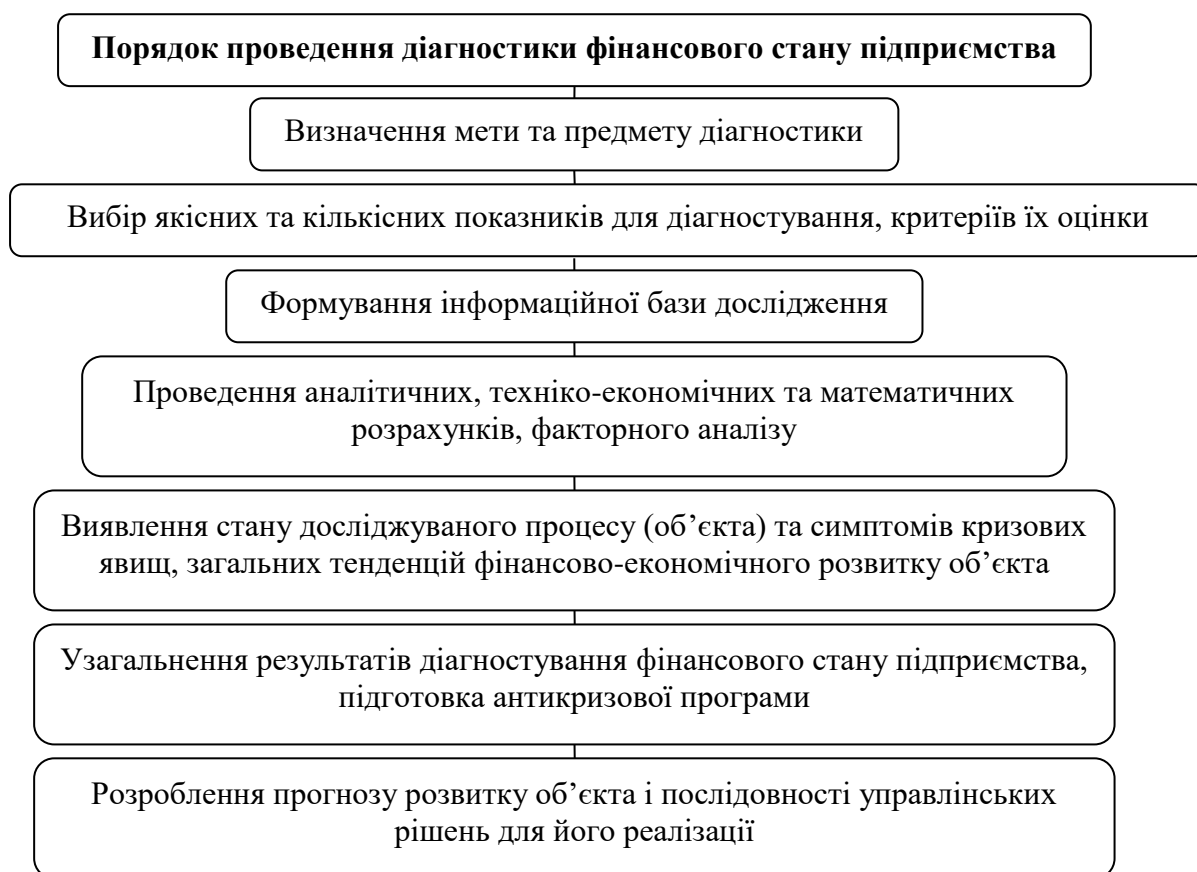 Порядок проведення діагностики фінансового стану підприємства
Визначення мети та предмету діагностики
Вибір якісних та кількісних показників для діагностування, критеріїв їх оцінки
Формування інформаційної бази дослідження
Проведення аналітичних, техніко-економічних та математичних
розрахунків, факторного аналізу
Виявлення стану досліджуваного процесу (об’єкта) та симптомів кризових
явищ, загальних тенденцій фінансово-економічного розвитку об’єкта
Узагальнення результатів діагностування фінансового стану підприємства,
підготовка антикризової програми
Розроблення прогнозу розвитку об’єкта і послідовності управлінських
рішень для його реалізації